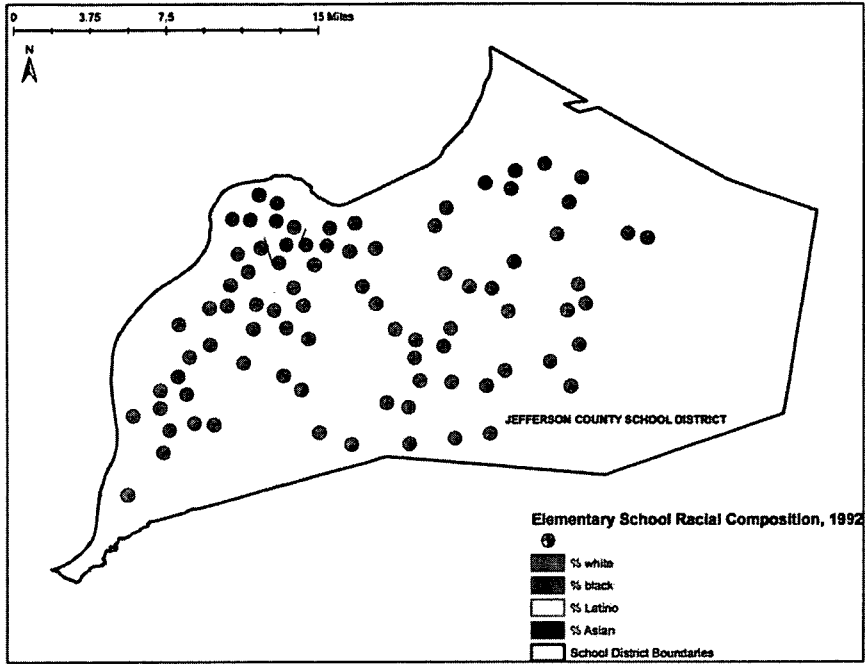 0 3.75 7.5 15 Miles
N
JEFFERSON COUNTY SCHOOL DISTRICT
Elementary School Racial Composition, 1992
% white
% black
% Latino
% Asian
School District Boundaries